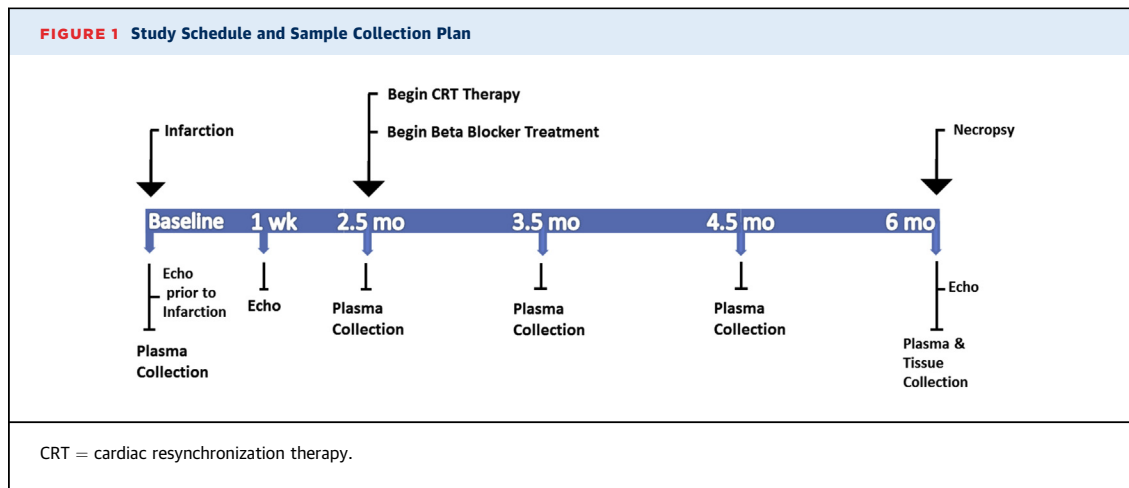 FIGURE 1 Study Schedule and Sample Collection Plan
Begin CRT Therapy
Infarction
Begin Beta Blocker Treatment
Necropsy
Baseline 1 wk 2.5 mo 3.5 mo 4.5 mo 6 mo
Echo
prior to
Infarction
Plasma
Collection
Echo
Plasma
Collection
Plasma
Collection
Plasma
Collection
Echo
Plasma &
Tissue
Collection
CRT = cardiac resynchronization therapy.